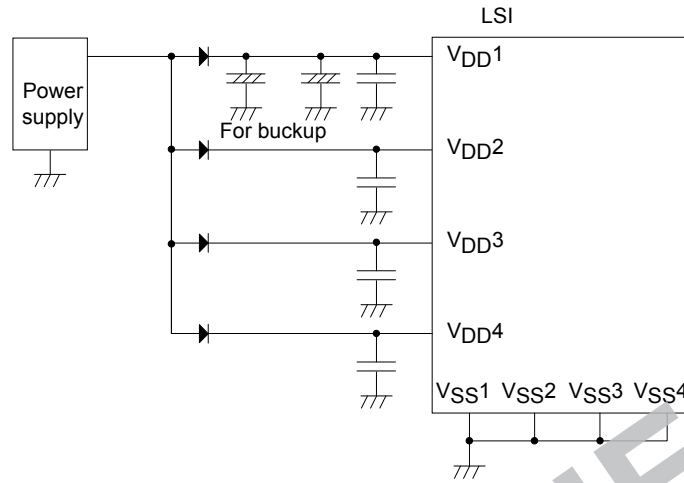 LSI
Power
supply
For buckup
VDD1
VDD2
VDD3
VDD4
VSS1 VSS2 VSS3 VSS4